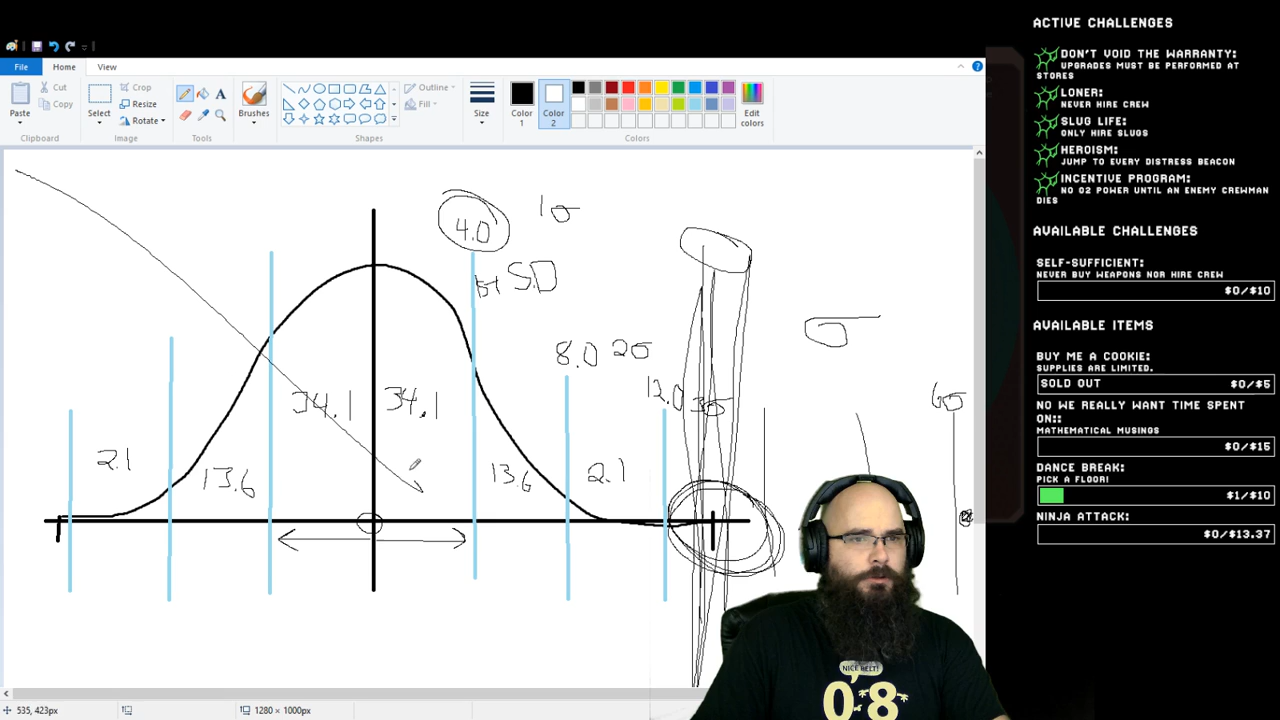 File
Home
View
Paste
Cut
Copy
Clipboard
Select
Crop
Resize
Rotate
Image
Tools
Brushes
Shapes
Outline
Fill
Size
Color
1
Color
2
Edit
colors
Colors
4.0
1σ
SD
8.0 2σ
12.0 3σ
σ
6σ
2.1
13.6
34.1
34.1
13.6
2.1
535, 423px
1280 × 1000px
ACTIVE CHALLENGES
DON'T VOID THE WARRANTY:
UPGRADES MUST BE PERFORMED AT
STORES
LONER:
NEVER HIRE CREW
SLUG LIFE:
ONLY HIRE SLUGS
HEROISM:
JUMP TO EVERY DISTRESS BEACON
INCENTIVE PROGRAM:
NO O2 POWER UNTIL AN ENEMY CREWMAN
DIES
AVAILABLE CHALLENGES
SELF-SUFFICIENT:
NEVER BUY WEAPONS NOR HIRE CREW
$0/$10
AVAILABLE ITEMS
BUY ME A COOKIE:
SUPPLIES ARE LIMITED.
SOLD OUT $0/$5
NO WE REALLY WANT TIME SPENT
ON::
MATHEMATICAL MUSINGS
$0/$15
DANCE BREAK:
PICK A FLOOR!
$1/$10
NINJA ATTACK:
$0/$13.37
NICE BELT!